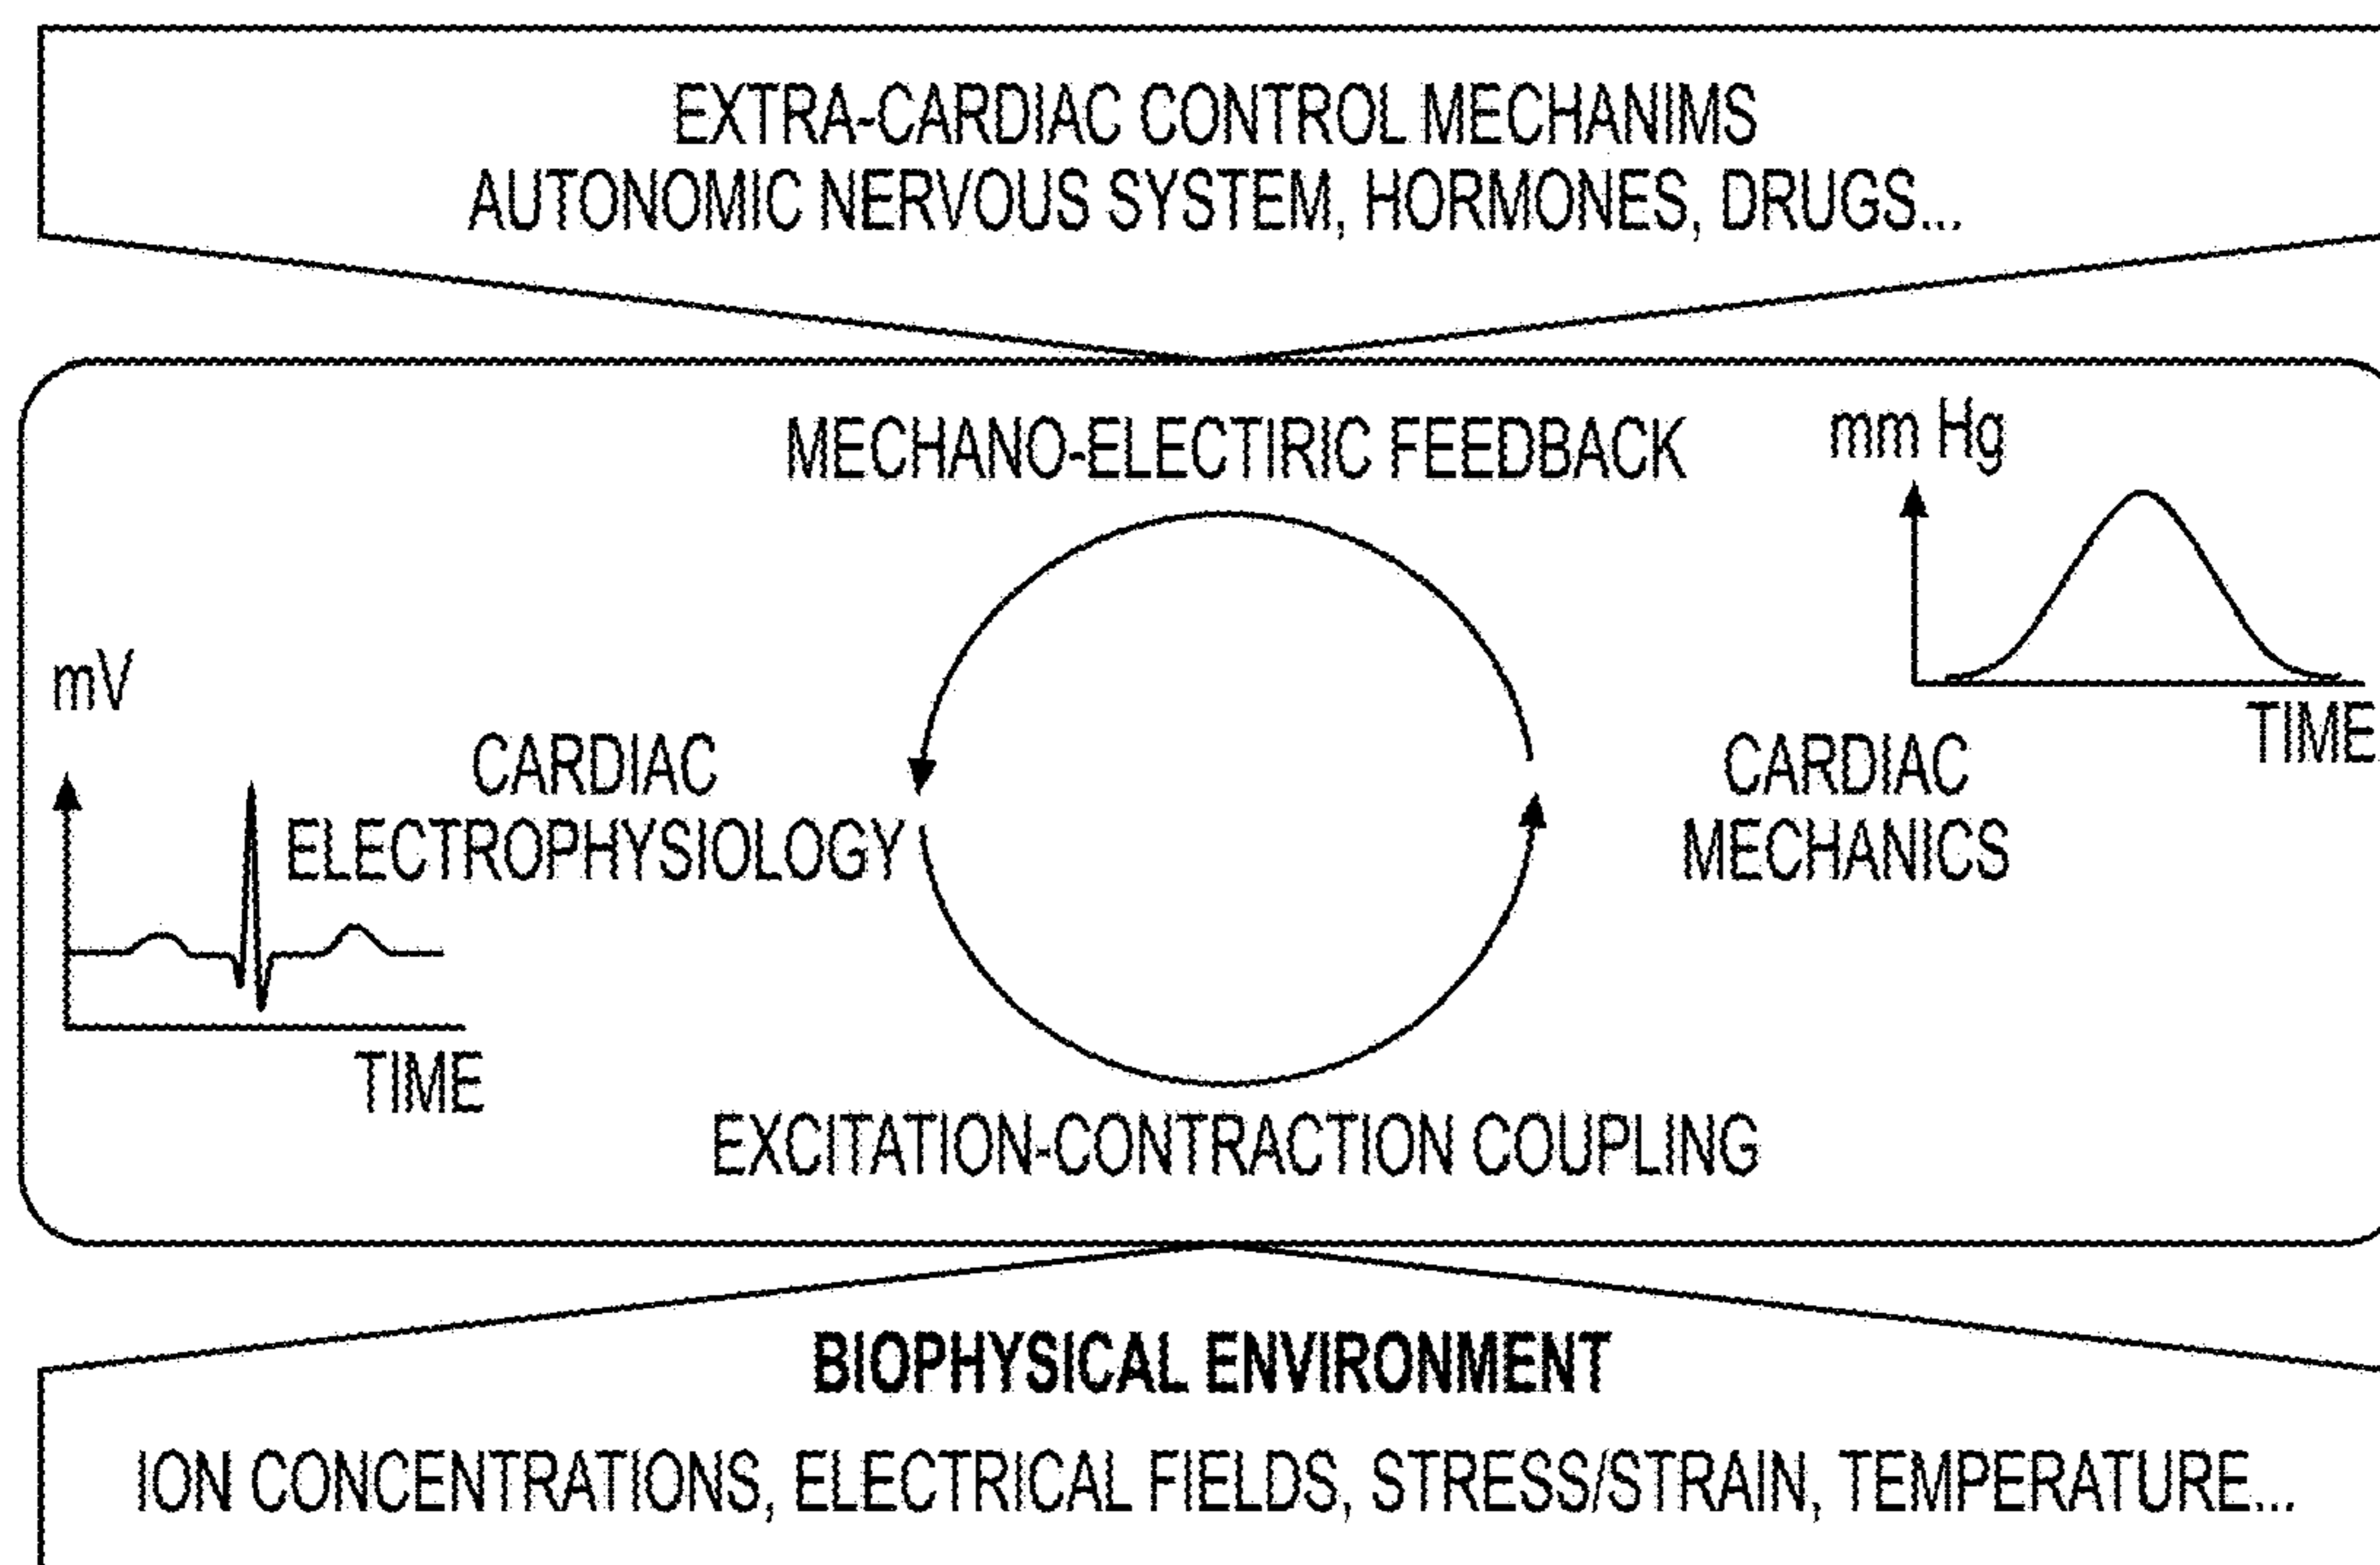 EXTRA-CARDIAC CONTROL MECHANIMS
AUTONOMIC NERVOUS SYSTEM, HORMONES, DRUGS...
MECHANO-ELECTIRIC FEEDBACK
mm Hg
TIME
mV
CARDIAC
ELECTROPHYSIOLOGY
CARDIAC
MECHANICS
TIME
EXCITATION-CONTRACTION COUPLING
BIOPHYSICAL ENVIRONMENT
ION CONCENTRATIONS, ELECTRICAL FIELDS, STRESS/STRAIN, TEMPERATURE...